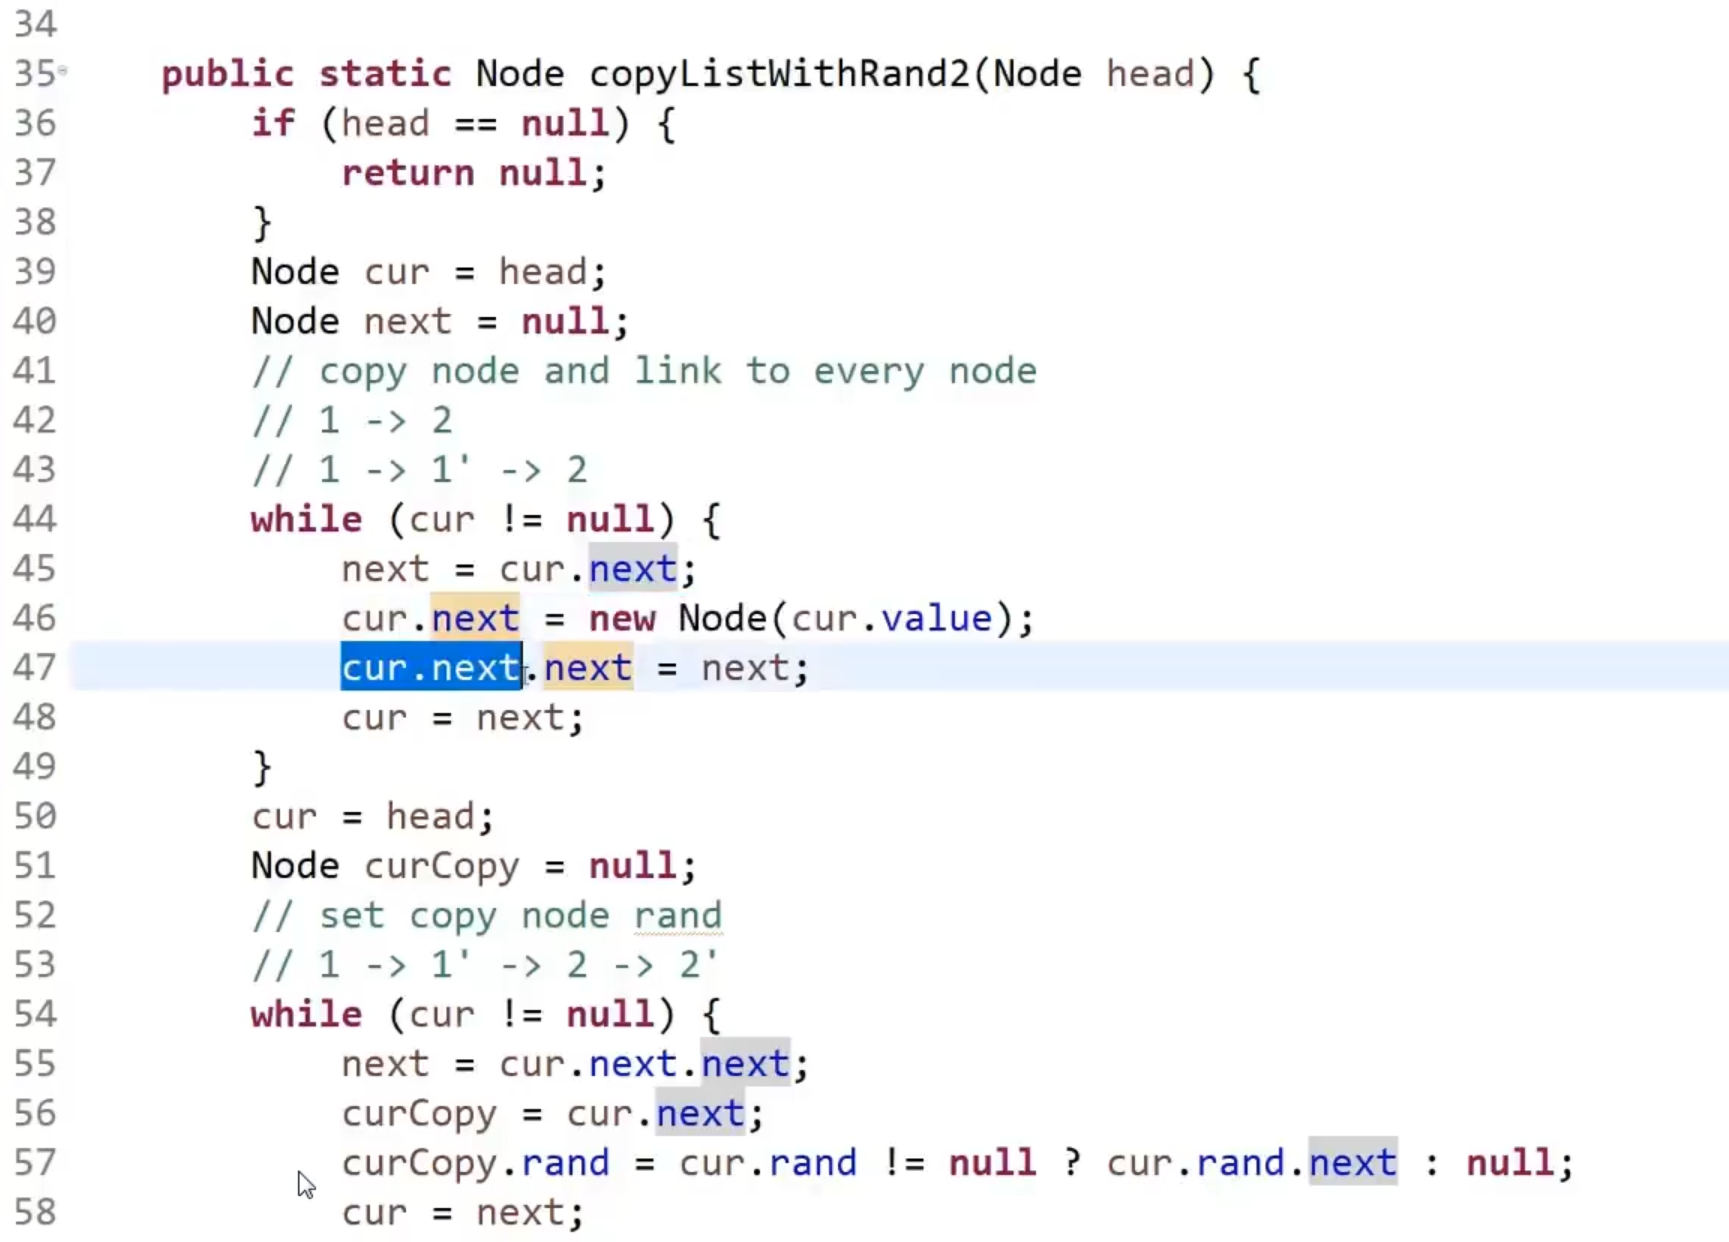 34
35 public static Node copyListWithRand2(Node head) {
36 if (head == null) {
37 return null;
38 }
39 Node cur = head;
40 Node next = null;
41 // copy node and link to every node
42 // 1 -> 2
43 // 1 -> 1' -> 2
44 while (cur != null) {
45 next = cur.next;
46 cur.next = new Node(cur.value);
47 cur.next.next = next;
48 cur = next;
49 }
50 cur = head;
51 Node curCopy = null;
52 // set copy node rand
53 // 1 -> 1' -> 2 -> 2'
54 while (cur != null) {
55 next = cur.next.next;
56 curCopy = cur.next;
57 curCopy.rand = cur.rand != null ? cur.rand.next : null;
58 cur = next;